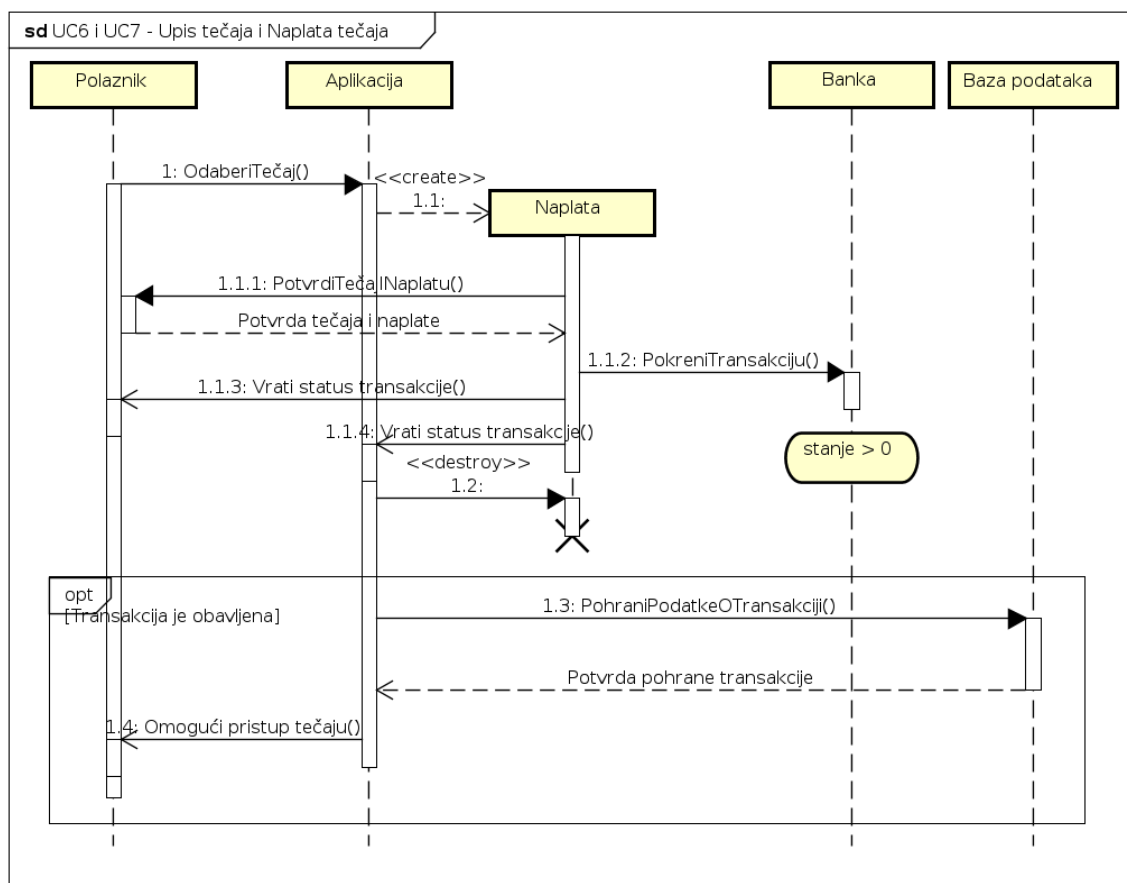 sd UC6 i UC7 - Upis tečaja i Naplata tečaja
Polaznik
Aplikacija
Banka
Baza podataka
1: OdaberiTečaj()
<<create>>
1.1:
Naplata
1.1.1: PotvrdiTečajINaplatu()
Potvrda tečaja i naplate
1.1.2: PokreniTransakciju()
1.1.3: Vrati status transakcije()
1.1.4: Vrati status transakcije()
stanje > 0
<<destroy>>
1.2:
opt
[Transakcija je obavljena]
1.3: PohraniPodatkeOTransakciji()
Potvrda pohrane transakcije
1.4: Omogući pristup tečaju()